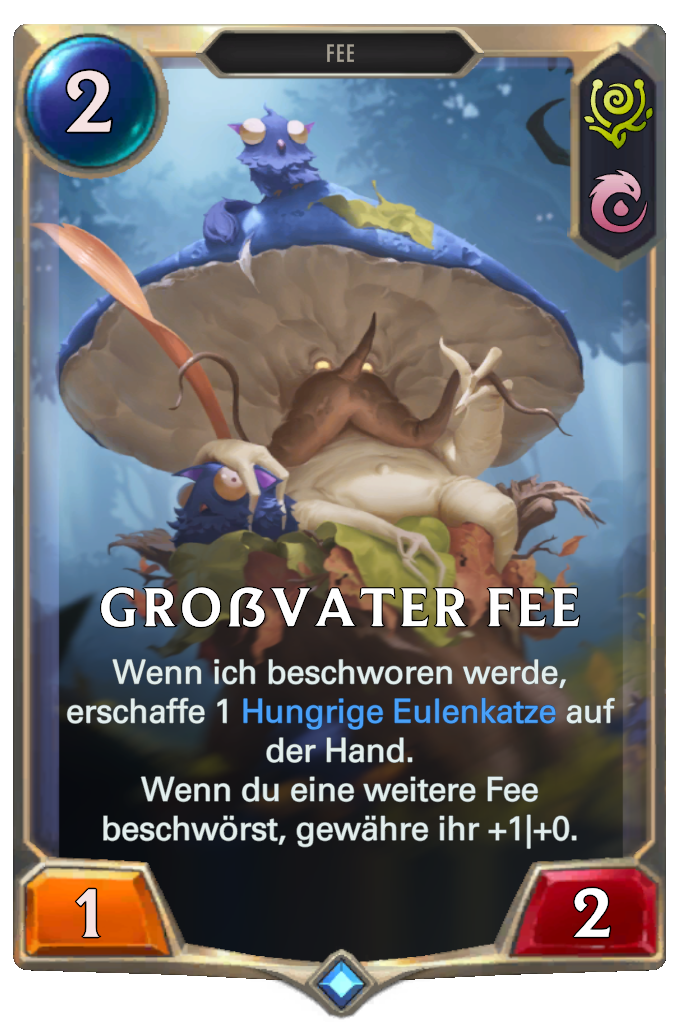 2
FEE
GROẞVATER FEE
Wenn ich beschworen werde,
erschaffe 1 Hungrige Eulenkatze auf
der Hand.
Wenn du eine weitere Fee
beschwörst, gewähre ihr +1|+0.
1
2